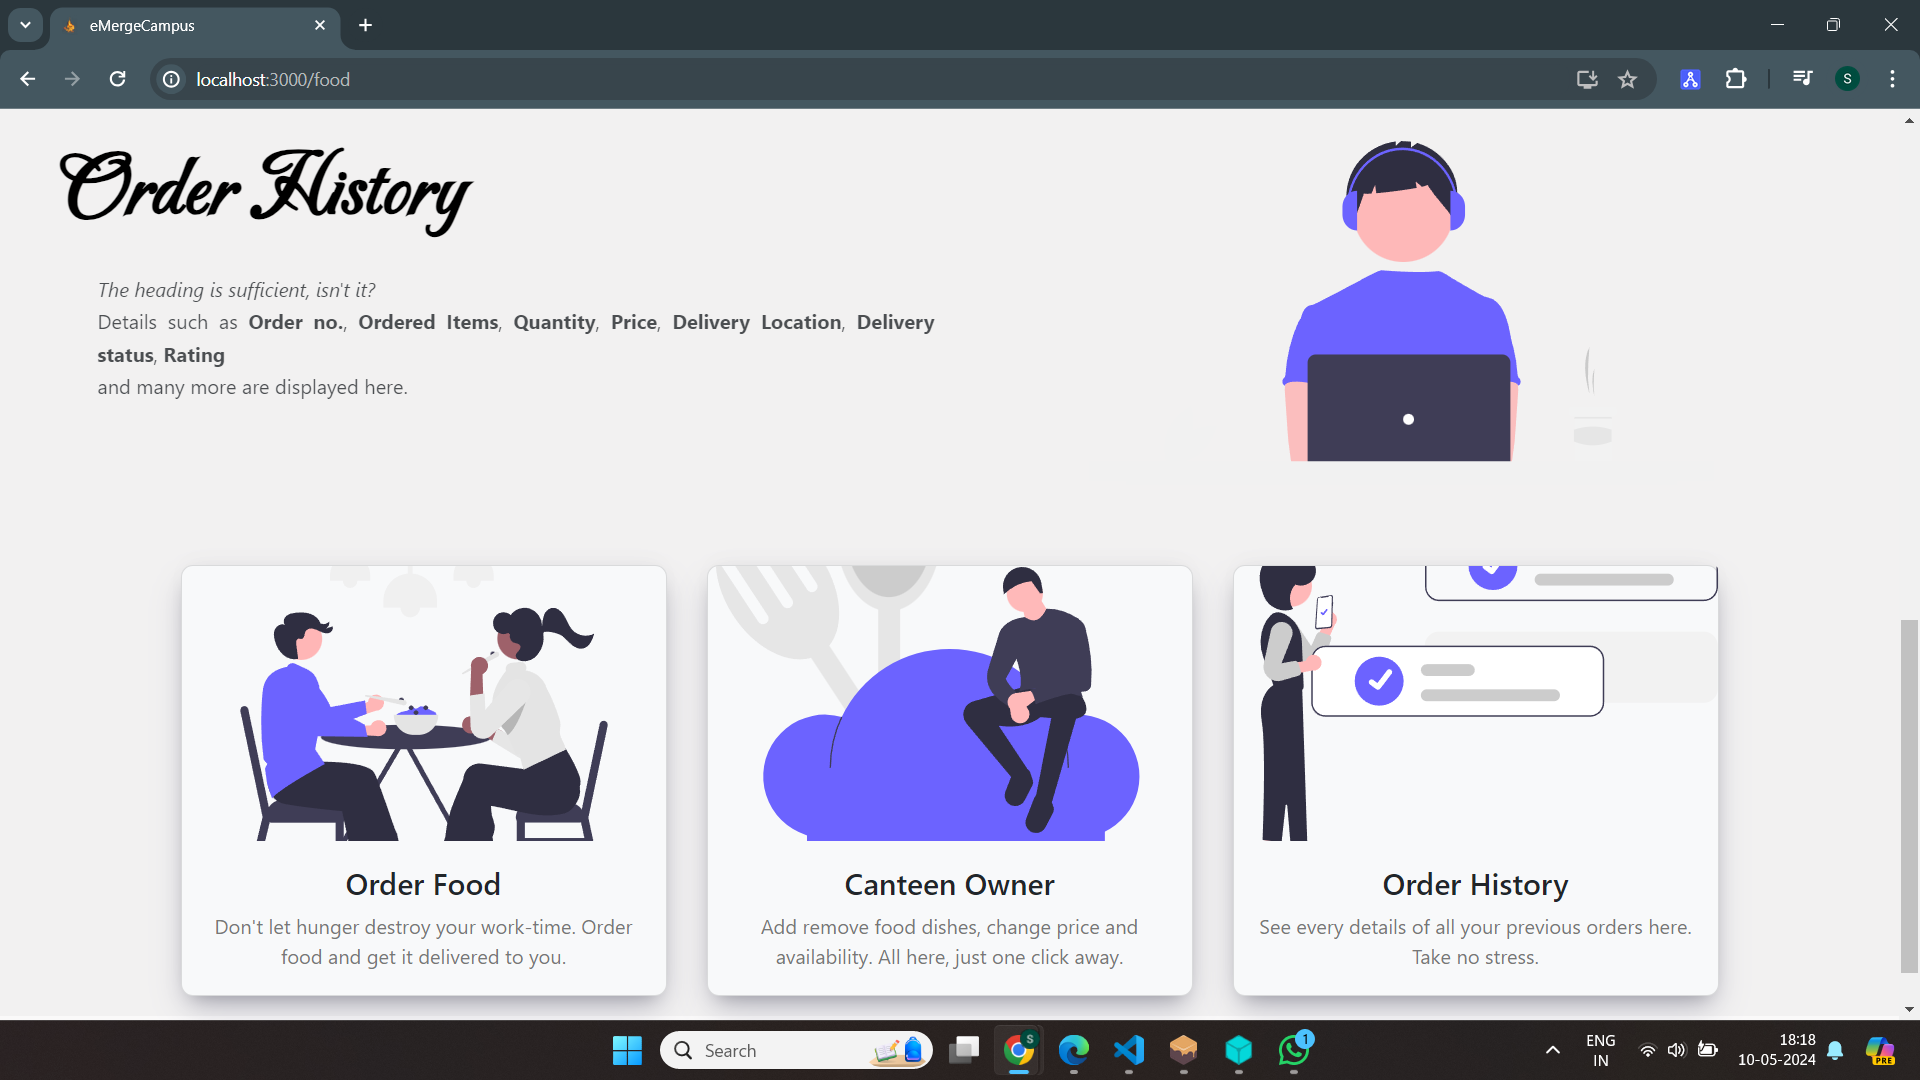 eMergeCampus
localhost:3000/food
S
Order History
The heading is sufficient, isn't it?
Details such as Order no., Ordered Items, Quantity, Price, Delivery Location, Delivery
status, Rating
and many more are displayed here.
Order Food
Don't let hunger destroy your work-time. Order
food and get it delivered to you.
Canteen Owner
Add remove food dishes, change price and
availability. All here, just one click away.
Order History
See every details of all your previous orders here.
Take no stress.
Search
S
1
ENG
IN
18:18
10-05-2024
PRE